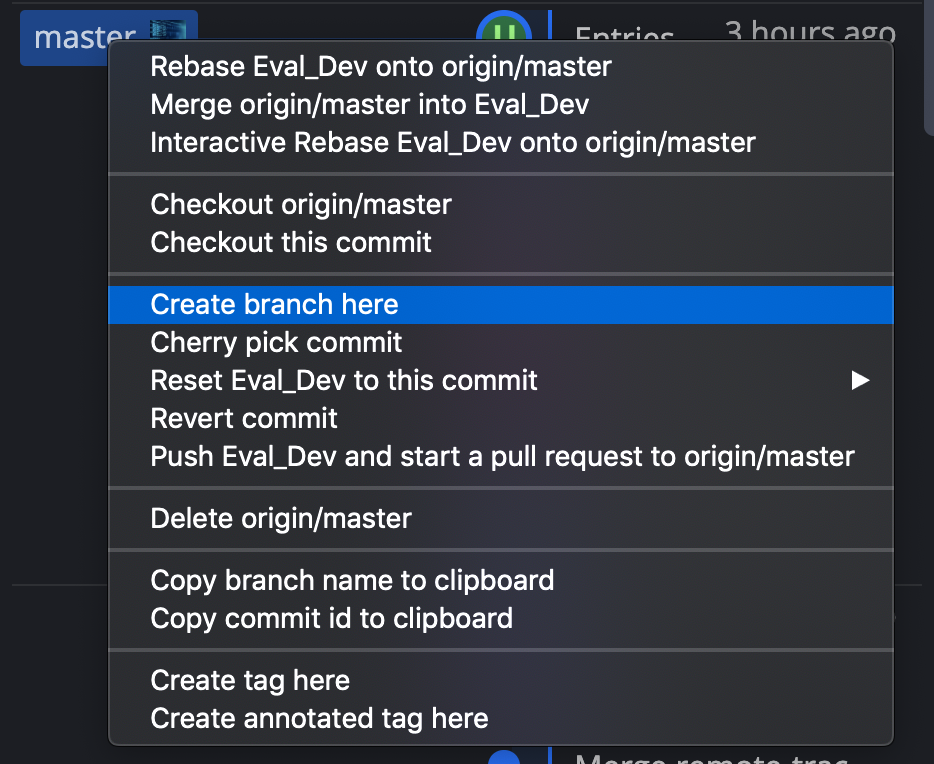 master
Entries 3 hours ago
Rebase Eval_Dev onto origin/master
Merge origin/master into Eval_Dev
Interactive Rebase Eval_Dev onto origin/master
Checkout origin/master
Checkout this commit
Create branch here
Cherry pick commit
Reset Eval_Dev to this commit
Revert commit
Push Eval_Dev and start a pull request to origin/master
Delete origin/master
Copy branch name to clipboard
Copy commit id to clipboard
Create tag here
Create annotated tag here
Merge remote-trac